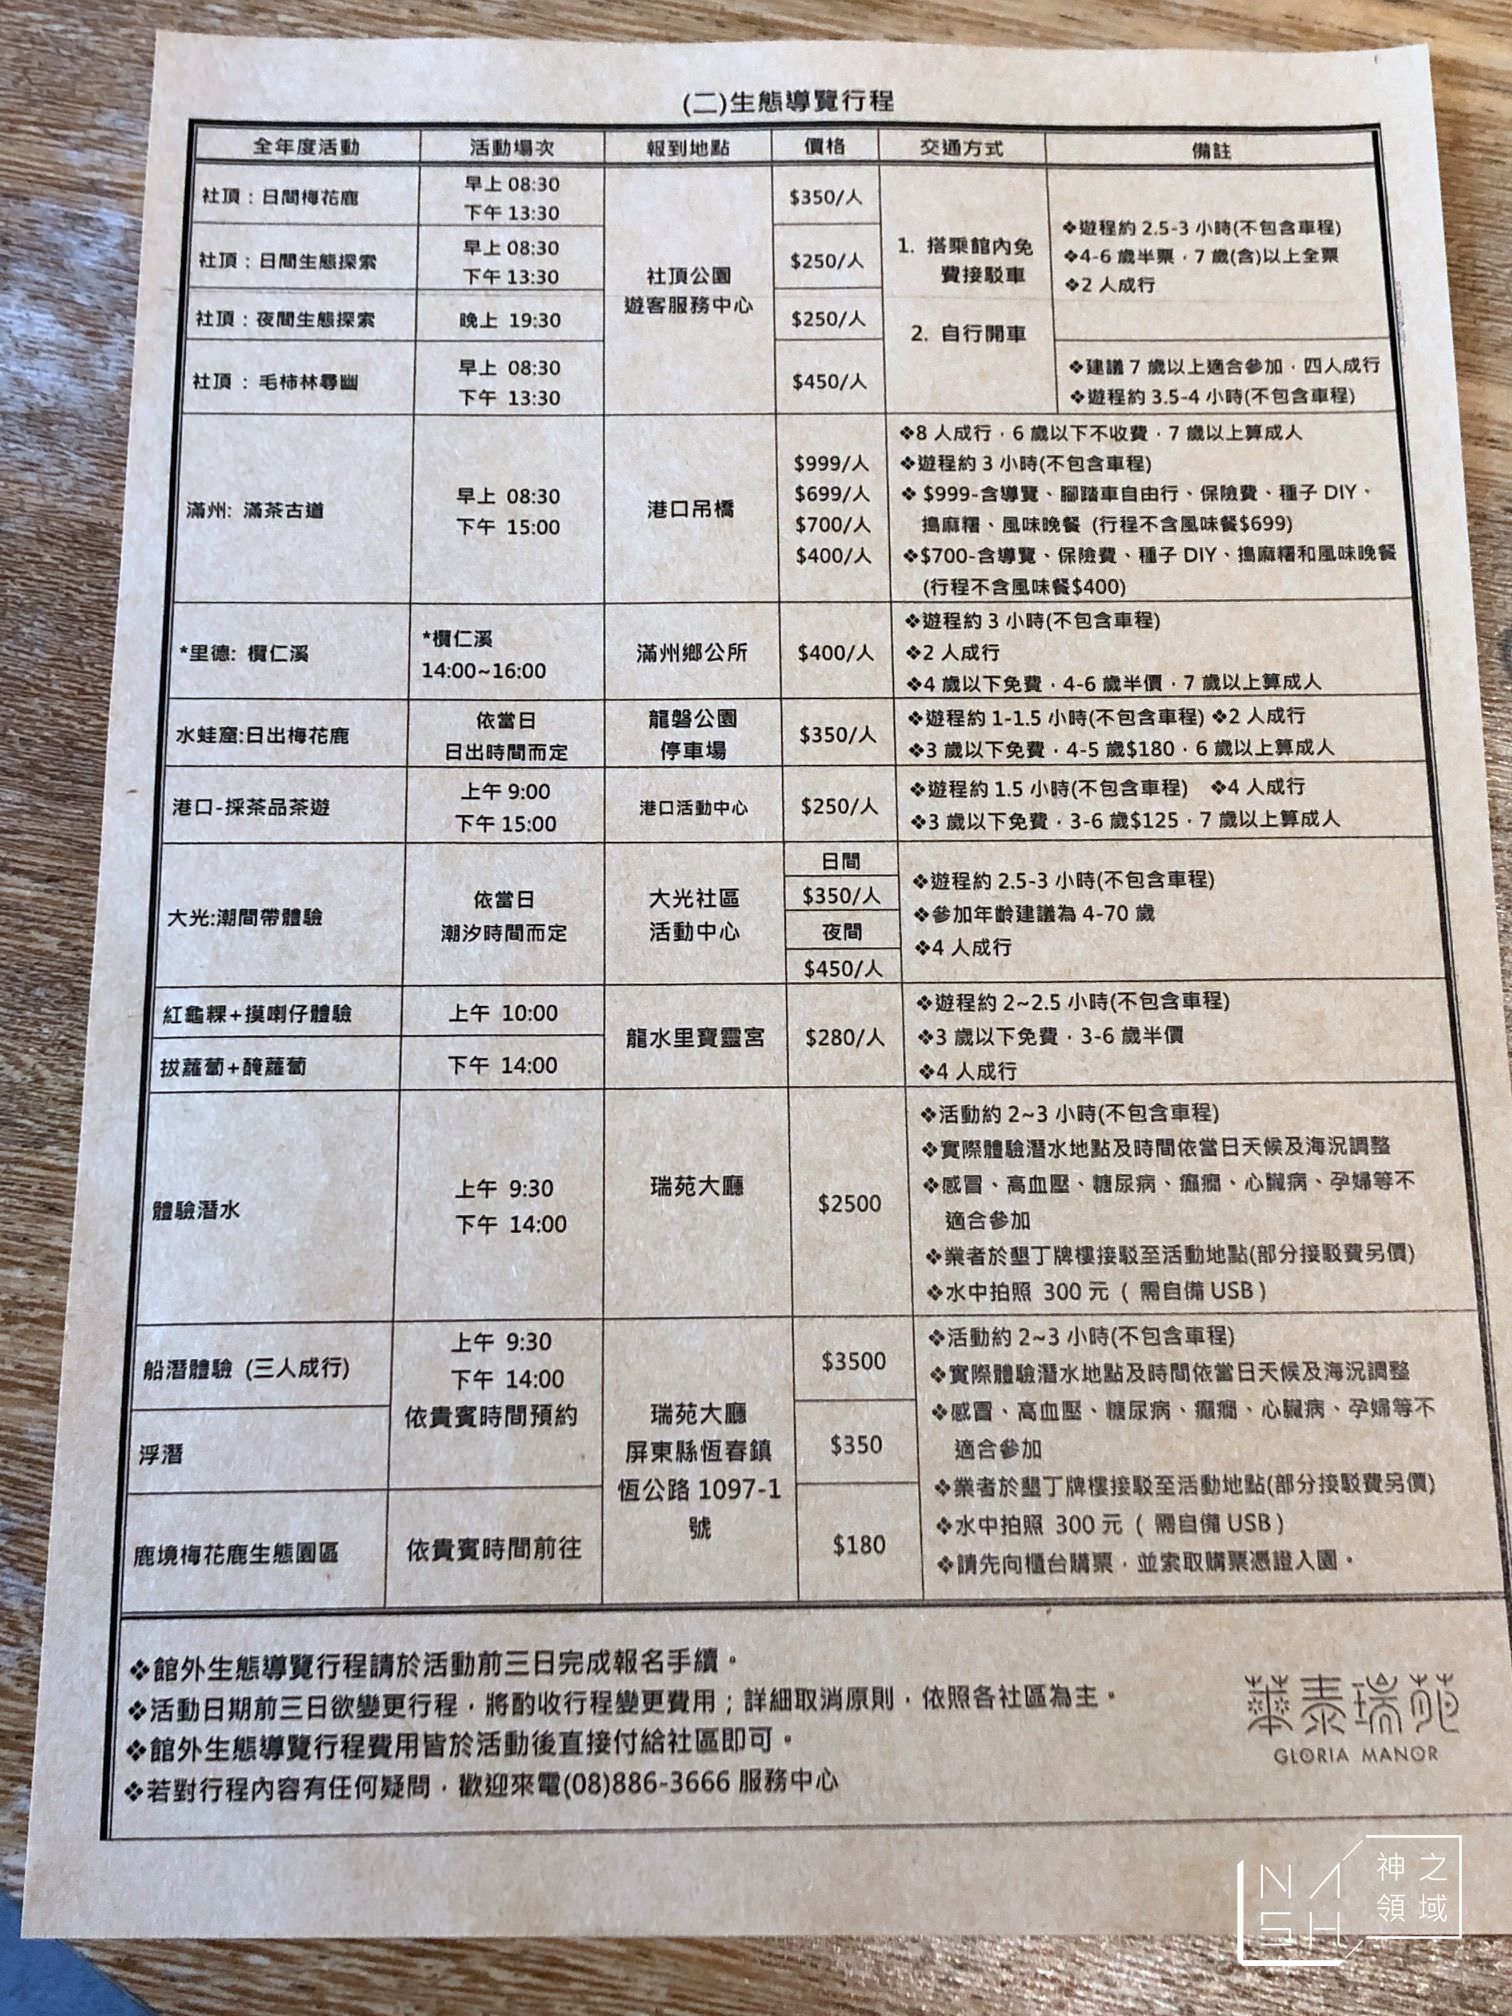 (二)生態導覽行程
全年度活動 活動場次 報到地點 價格 交通方式 備註
社頂：日間梅花鹿
早上 08:30
下午 13:30
$350/人
社頂：日間生態探索
早上 08:30
下午 13:30
$250/人
社頂：夜間生態探索
晚上 19:30
$250/人
社頂公園
遊客服務中心
1. 搭乘館內免
費接駁車
2. 自行開車
❖遊程約 2.5-3 小時(不包含車程)
❖4-6 歲半票，7 歲(含)以上全票
❖2 人成行
社頂：毛柿林尋幽
早上 08:30
下午 13:30
$450/人
❖建議 7 歲以上適合參加，四人成行
❖遊程約 3.5-4 小時(不包含車程)
滿州: 滿茶古道
早上 08:30
下午 15:00
港口吊橋
$999/人
$699/人
$700/人
$400/人
❖8 人成行，6 歲以下不收費，7 歲以上算成人
❖遊程約 3 小時(不包含車程)
❖ $999-含導覽、腳踏車自由行、保險費、種子 DIY、
搗麻糬、風味晚餐 (行程不含風味餐$699)
❖$700-含導覽、保險費、種子 DIY、搗麻糬和風味晚餐
(行程不含風味餐$400)
*里德: 欖仁溪
*欖仁溪
14:00~16:00
滿州鄉公所
$400/人
❖遊程約 3 小時(不包含車程)
❖2 人成行
❖4 歲以下免費，4-6 歲半價，7 歲以上算成人
水蛙窟:日出梅花鹿
依當日
日出時間而定
龍磐公園
停車場
$350/人
❖遊程約 1-1.5 小時(不包含車程) ❖2 人成行
❖3 歲以下免費，4-5 歲$180，6 歲以上算成人
港口-採茶品茶遊
上午 9:00
下午 15:00
港口活動中心
$250/人
❖遊程約 1.5 小時(不包含車程) ❖4 人成行
❖3 歲以下免費，3-6 歲$125，7 歲以上算成人
大光:潮間帶體驗
依當日
潮汐時間而定
大光社區
活動中心
日間
$350/人
夜間
$450/人
❖遊程約 2.5-3 小時(不包含車程)
❖參加年齡建議為 4-70 歲
❖4 人成行
紅龜粿+摸喇仔體驗
上午 10:00
拔蘿蔔+醃蘿蔔
下午 14:00
龍水里寶靈宮
$280/人
❖遊程約 2~2.5 小時(不包含車程)
❖3 歲以下免費，3-6 歲半價
❖4 人成行
體驗潛水
上午 9:30
下午 14:00
瑞苑大廳
$2500
❖活動約 2~3 小時(不包含車程)
❖實際體驗潛水地點及時間依當日天候及海況調整
❖感冒、高血壓、糖尿病、癲癇、心臟病、孕婦等不
適合參加
❖業者於墾丁牌樓接駁至活動地點(部分接駁費另價)
❖水中拍照 300 元 ( 需自備 USB )
船潛體驗 (三人成行)
上午 9:30
下午 14:00
依貴賓時間預約
$3500
浮潛
$350
鹿境梅花鹿生態園區
依貴賓時間前往
$180
瑞苑大廳
屏東縣恆春鎮
恆公路 1097-1
號
❖活動約 2~3 小時(不包含車程)
❖實際體驗潛水地點及時間依當日天候及海況調整
❖感冒、高血壓、糖尿病、癲癇、心臟病、孕婦等不
適合參加
❖業者於墾丁牌樓接駁至活動地點(部分接駁費另價)
❖水中拍照 300 元 ( 需自備 USB )
❖請先向櫃台購票，並索取購票憑證入園。
❖館外生態導覽行程請於活動前三日完成報名手續。
❖活動日期前三日欲變更行程，將酌收行程變更費用；詳細取消原則，依照各社區為主。
❖館外生態導覽行程費用皆於活動後直接付給社區即可。
❖若對行程內容有任何疑問，歡迎來電(08)886-3666 服務中心
華泰瑞苑
GLORIA MANOR
NASH
神之
領域